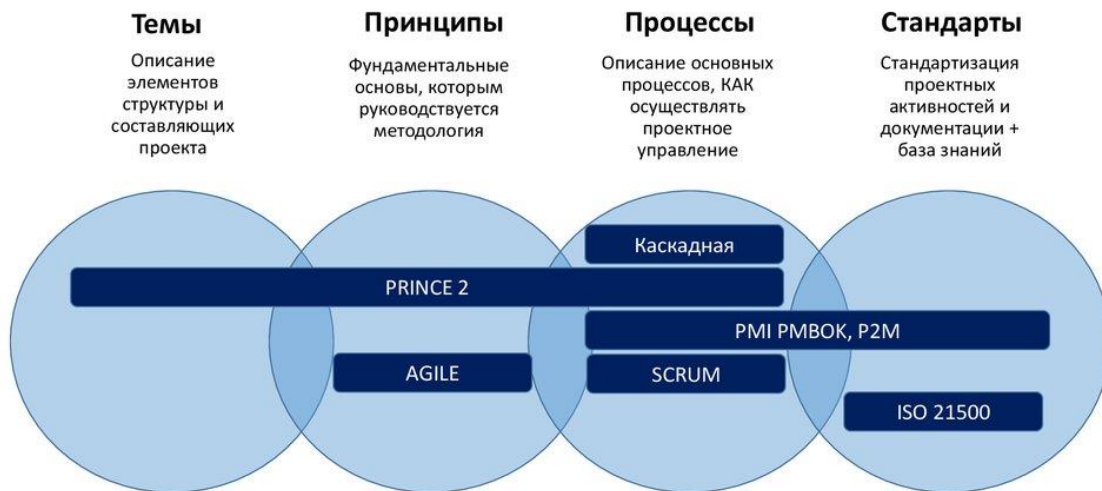 Темы
Описание
элементов
структуры и
составляющих
проекта
Принципы
Фундаментальные
основы, которым
руководствуется
методология
Процессы
Описание основных
процессов, КАК
осуществлять
проектное
управление
Стандарты
Стандартизация
проектных
активностей и
документации +
база знаний
Каскадная
PRINCE 2
PMI PMBOK, P2M
AGILE
SCRUM
ISO 21500